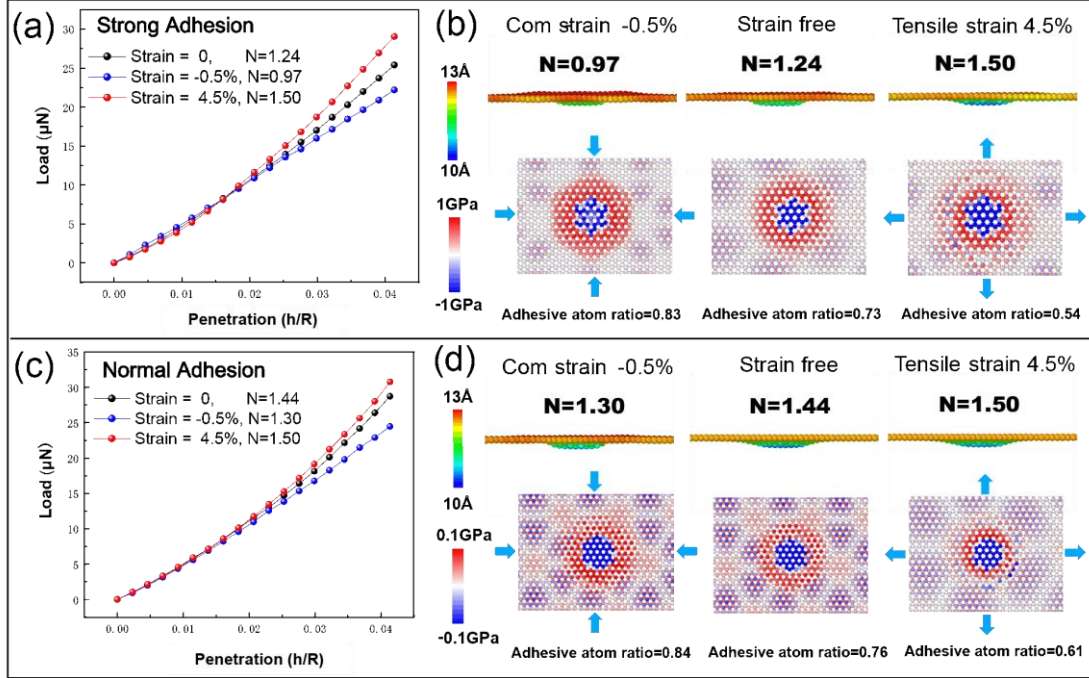 (a)
Strong Adhesion
Strain = 0, N=1.24
Strain = -0.5%, N=0.97
Strain = 4.5%, N=1.50
Load (μN)
30
25
20
15
10
5
0
0.00 0.01 0.02 0.03 0.04
Penetration (h/R)
(b)
Com strain -0.5% Strain free Tensile strain 4.5%
N=0.97 N=1.24 N=1.50
13Å
10Å
1GPa
-1GPa
Adhesive atom ratio=0.83 Adhesive atom ratio=0.73 Adhesive atom ratio=0.54
(c)
Normal Adhesion
Strain = 0, N=1.44
Strain = -0.5%, N=1.30
Strain = 4.5%, N=1.50
Load (μN)
35
30
25
20
15
10
5
0
0.00 0.01 0.02 0.03 0.04
Penetration (h/R)
(d)
Com strain -0.5% Strain free Tensile strain 4.5%
N=1.30 N=1.44 N=1.50
13Å
10Å
0.1GPa
-0.1GPa
Adhesive atom ratio=0.84 Adhesive atom ratio=0.76 Adhesive atom ratio=0.61